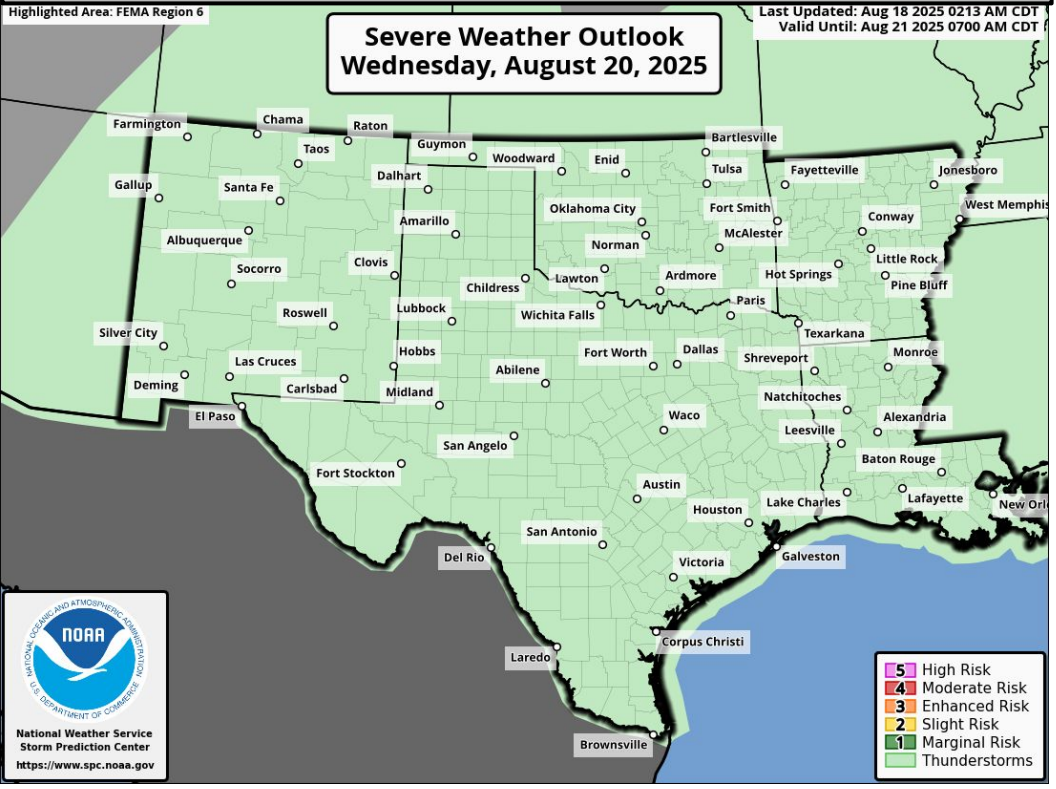 Highlighted Area: FEMA Region 6
Last Updated: Aug 18 2025 0213 AM CDT
Valid Until: Aug 21 2025 0700 AM CDT
Severe Weather Outlook
Wednesday, August 20, 2025
Farmington
Chama
Raton
Taos
Guymon
Woodward
Enid
Bartlesville
Tulsa
Fayetteville
Jonesboro
Gallup
Santa Fe
Dalhart
Amarillo
Oklahoma City
Fort Smith
West Memphis
Albuquerque
Norman
McAlester
Conway
Socorro
Clovis
Childress
Lawton
Ardmore
Hot Springs
Little Rock
Pine Bluff
Roswell
Lubbock
Wichita Falls
Paris
Texarkana
Silver City
Las Cruces
Hobbs
Fort Worth
Dallas
Shreveport
Monroe
Deming
Carlsbad
Midland
Abilene
Natchitoches
El Paso
Waco
Leesville
Alexandria
San Angelo
Fort Stockton
Baton Rouge
Austin
Houston
Lake Charles
Lafayette
New Orl
San Antonio
Del Rio
Victoria
Galveston
Laredo
Corpus Christi
Brownsville
NATIONAL OCEANIC AND ATMOSPHERIC ADMINISTRATION
NOAA
U.S. DEPARTMENT OF COMMERCE
National Weather Service
Storm Prediction Center
https://www.spc.noaa.gov
5 High Risk
4 Moderate Risk
3 Enhanced Risk
2 Slight Risk
1 Marginal Risk
Thunderstorms